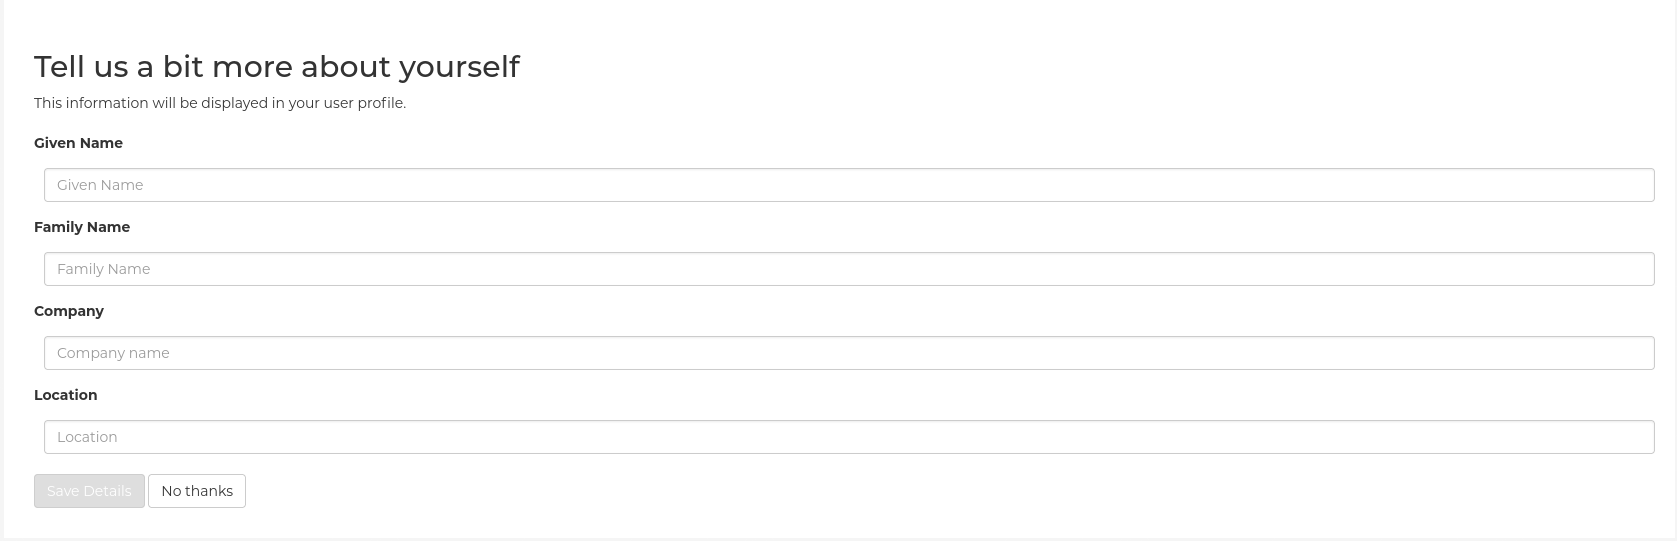 Tell us a bit more about yourself
This information will be displayed in your user profile.
Given Name
Given Name
Family Name
Family Name
Company
Company name
Location
Location
Save Details No thanks